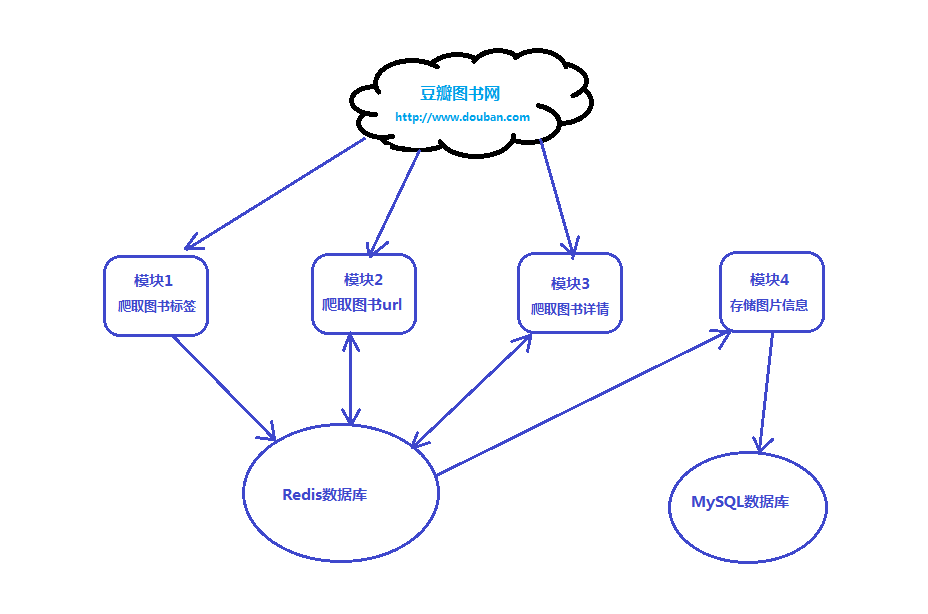 豆瓣图书网
http://www.douban.com
模块1
爬取图书标签
模块2
爬取图书url
模块3
爬取图书详情
模块4
存储图片信息
Redis数据库
MySQL数据库